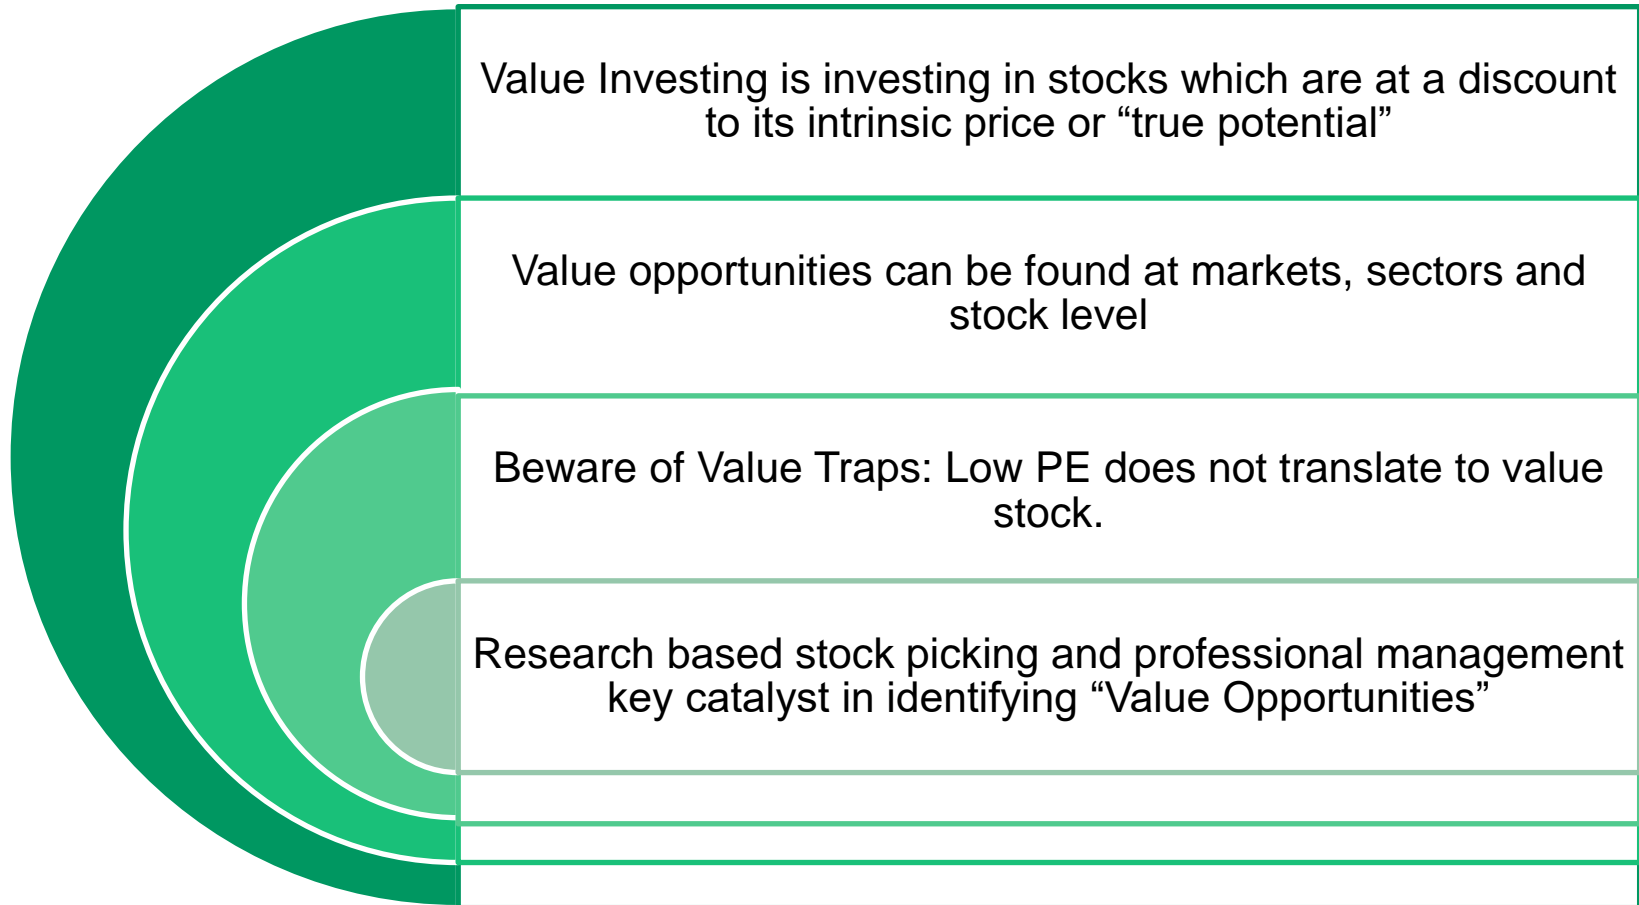 Value Investing is investing in stocks which are at a discount
to its intrinsic price or “true potential”
Value opportunities can be found at markets, sectors and
stock level
Beware of Value Traps: Low PE does not translate to value
stock.
Research based stock picking and professional management
key catalyst in identifying “Value Opportunities”